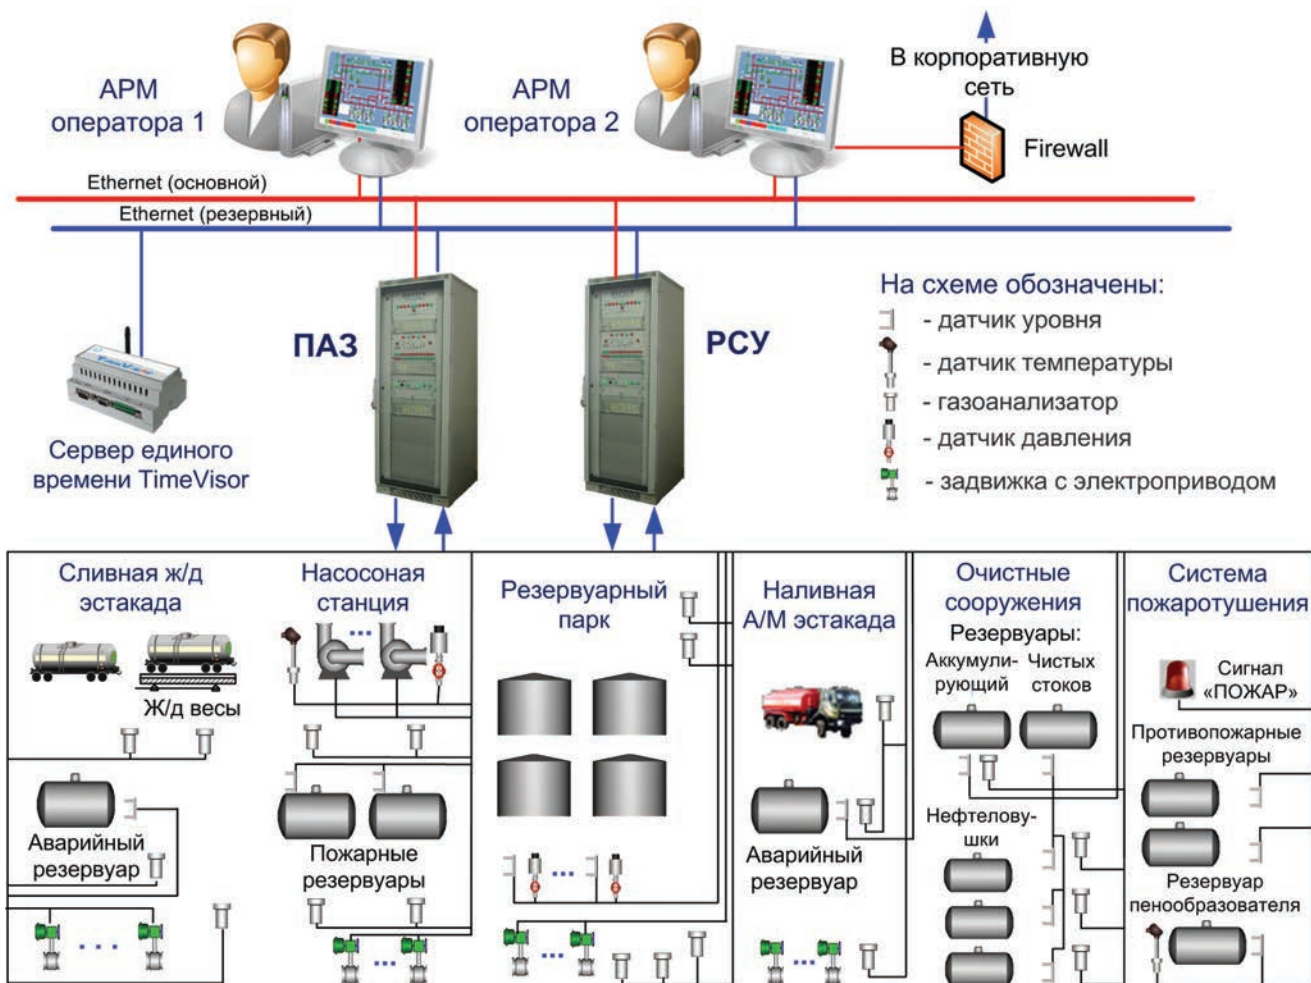 АРМ
оператора 1
АРМ
оператора 2
В корпоративную
сеть
Firewall
Ethernet (основной)
Ethernet (резервный)
ПАЗ
РСУ
TimeVisor
Сервер единого
времени TimeVisor
На схеме обозначены:
- датчик уровня
- датчик температуры
- газоанализатор
- датчик давления
- задвижка с электроприводом
Сливная ж/д
эстакада
Ж/д весы
Аварийный
резервуар
Насосоная
станция
Пожарные
резервуары
Резервуарный
парк
Наливная
А/М эстакада
Аварийный
резервуар
Очистные
сооружения
Резервуары:
Аккумули-
рующий
Чистых
стоков
Нефтелову-
шки
Система
пожаротушения
Сигнал
«ПОЖАР»
Противопожарные
резервуары
Резервуар
пенообразователя